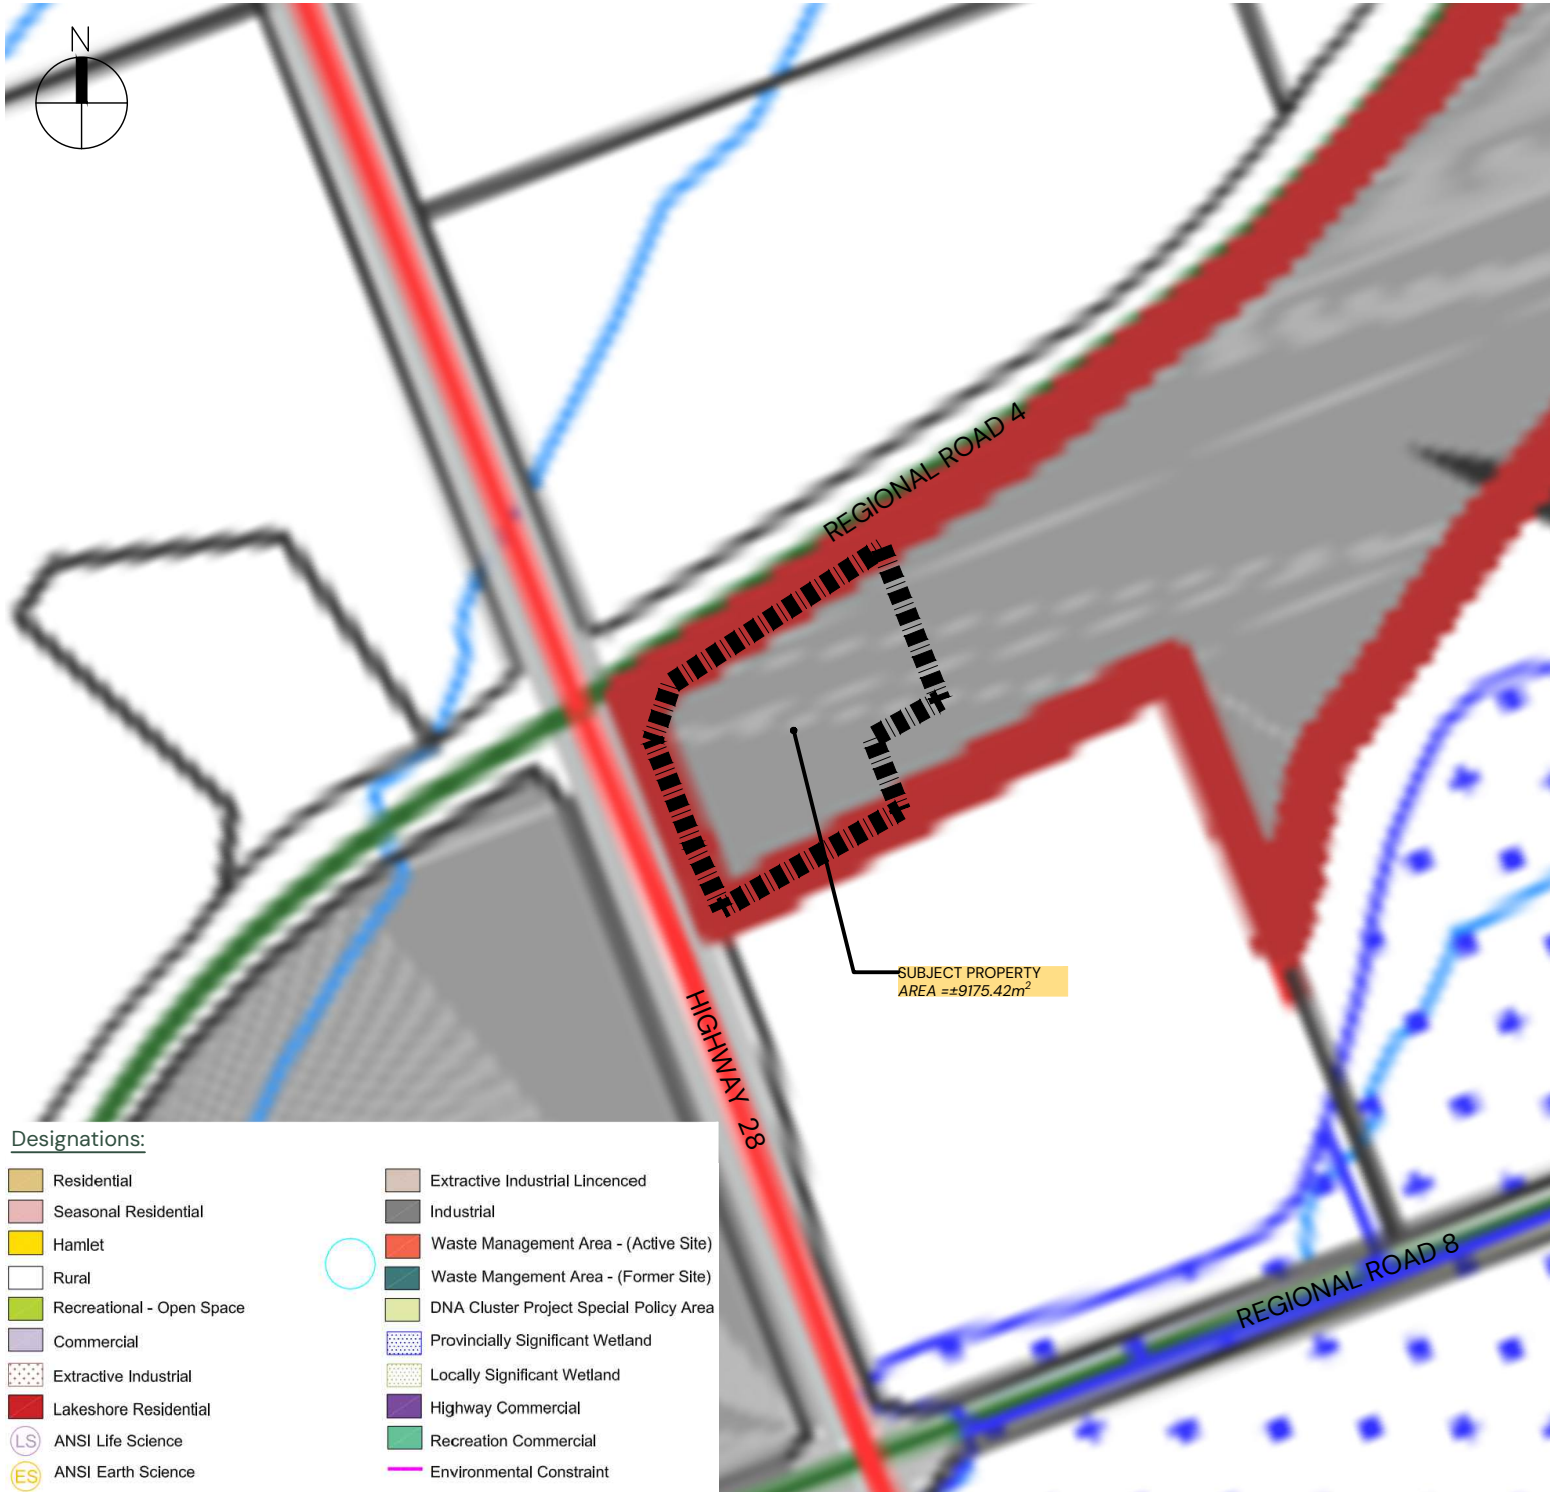 N
REGIONAL ROAD 4
SUBJECT PROPERTY
AREA =±9175.42m²
HIGHWAY 28
REGIONAL ROAD 8
Designations:
Residential
Seasonal Residential
Hamlet
Rural
Recreational - Open Space
Commercial
Extractive Industrial
Lakeshore Residential
LS ANSI Life Science
ES ANSI Earth Science
Extractive Industrial Lincenced
Industrial
Waste Management Area - (Active Site)
Waste Mangement Area - (Former Site)
DNA Cluster Project Special Policy Area
Provincially Significant Wetland
Locally Significant Wetland
Highway Commercial
Recreation Commercial
Environmental Constraint